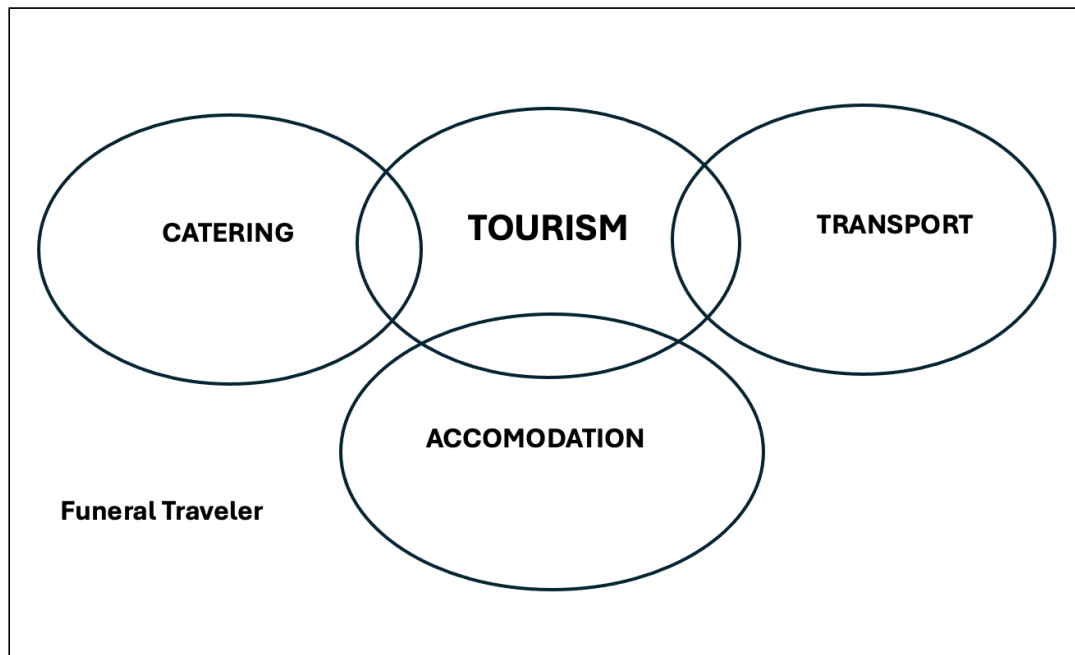 CATERING
TOURISM
TRANSPORT
ACCOMODATION
Funeral Traveler